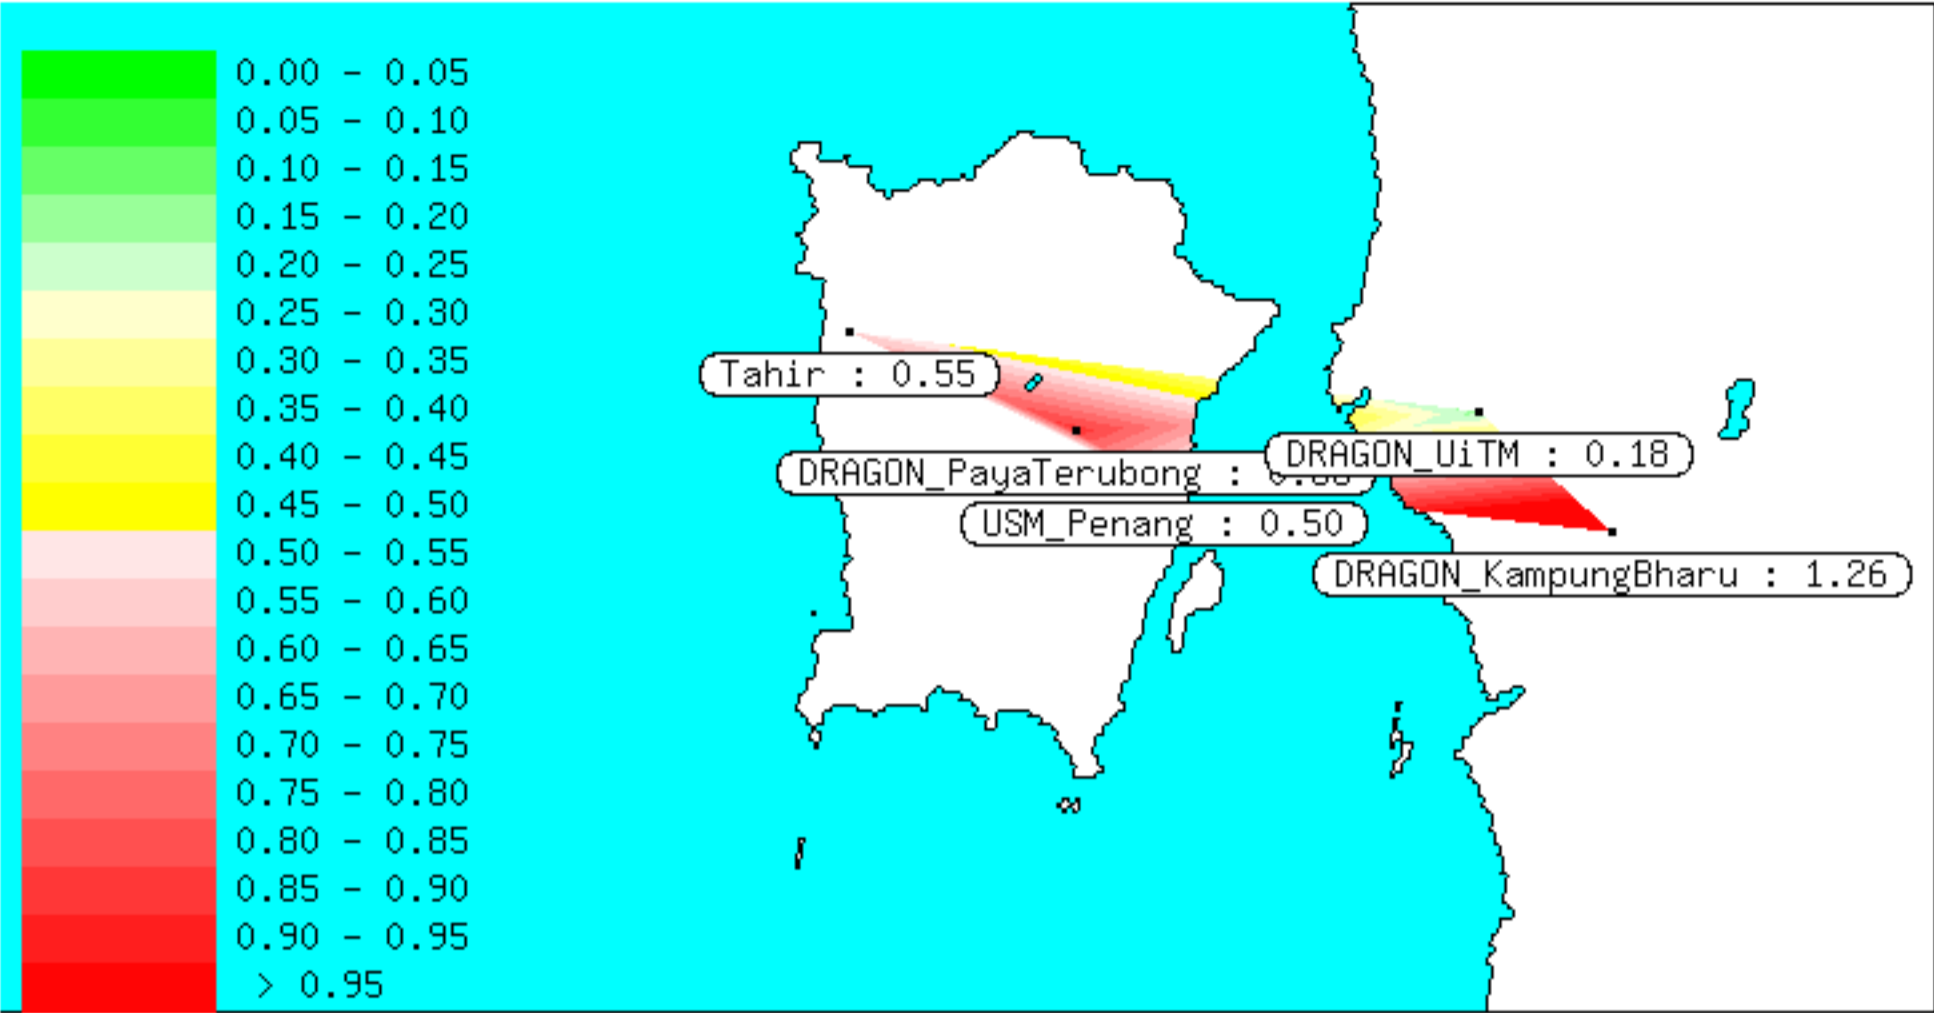 0.00 - 0.05
0.05 - 0.10
0.10 - 0.15
0.15 - 0.20
0.20 - 0.25
0.25 - 0.30
0.30 - 0.35
0.35 - 0.40
0.40 - 0.45
0.45 - 0.50
0.50 - 0.55
0.55 - 0.60
0.60 - 0.65
0.65 - 0.70
0.70 - 0.75
0.75 - 0.80
0.80 - 0.85
0.85 - 0.90
0.90 - 0.95
> 0.95
Tahir : 0.55
DRAGON_PayaTerubong :
DRAGON_UiTM : 0.18
USM_Penang : 0.50
DRAGON_KampungBharu : 1.26